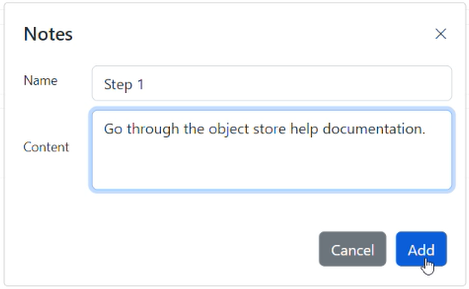 Notes
Name
Step 1
Content
Go through the object store help documentation.
Cancel
Add